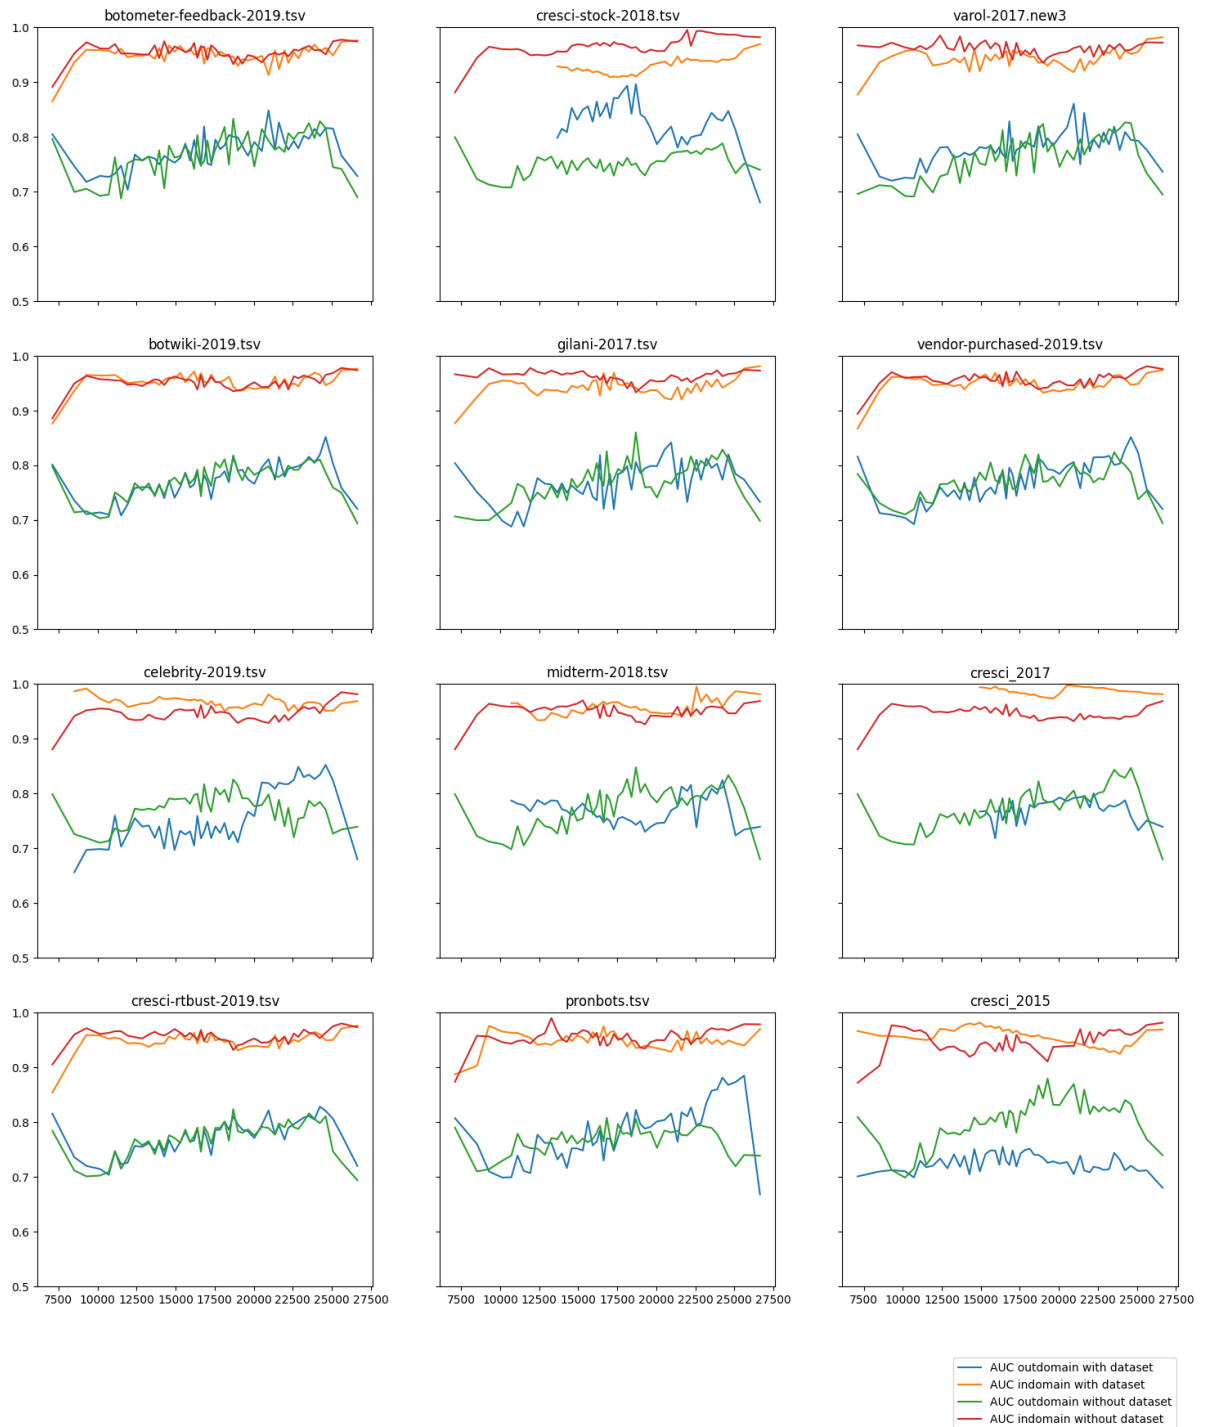 botometer-feedback-2019.tsv cresci-stock-2018.tsv varol-2017.new3
1.0
0.9
0.8
0.7
0.6
0.5
botwiki-2019.tsv gilani-2017.tsv vendor-purchased-2019.tsv
1.0
0.9
0.8
0.7
0.6
0.5
celebrity-2019.tsv midterm-2018.tsv cresci_2017
1.0
0.9
0.8
0.7
0.6
0.5
cresci-rtbust-2019.tsv pronbots.tsv cresci_2015
1.0
0.9
0.8
0.7
0.6
0.5
7500 10000 12500 15000 17500 20000 22500 25000 27500 7500 10000 12500 15000 17500 20000 22500 25000 27500 7500 10000 12500 15000 17500 20000 22500 25000 27500
AUC outdomain with dataset
AUC indomain with dataset
AUC outdomain without dataset
AUC indomain without dataset